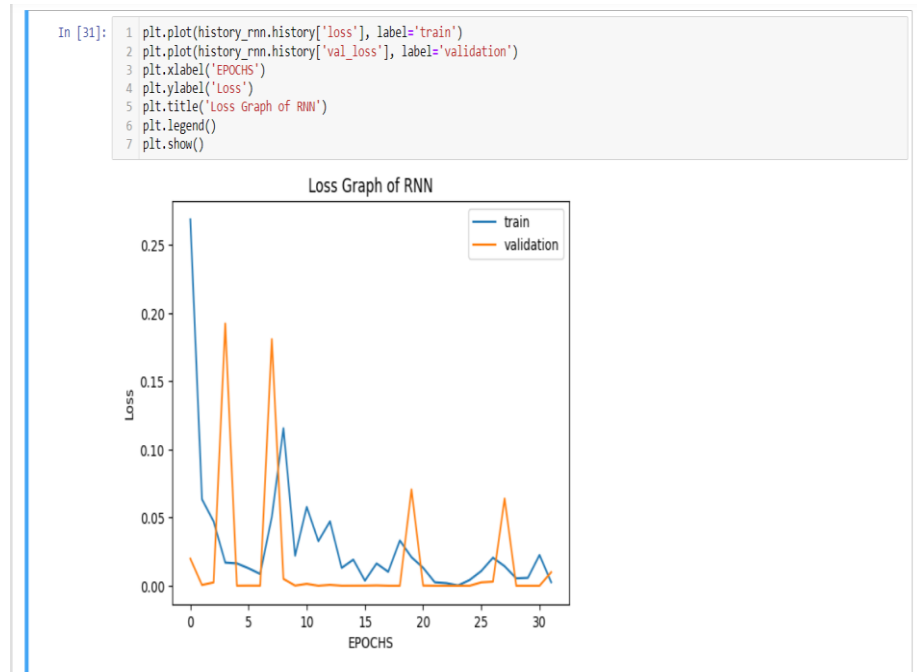 In [31]:
1 plt.plot(history_rnn.history['loss'], label='train')
2 plt.plot(history_rnn.history['val_loss'], label='validation')
3 plt.xlabel('EPOCHS')
4 plt.ylabel('Loss')
5 plt.title('Loss Graph of RNN')
6 plt.legend()
7 plt.show()
Loss Graph of RNN
train
validation
0.25
0.20
0.15
0.10
0.05
0.00
Loss
0 5 10 15 20 25 30
EPOCHS